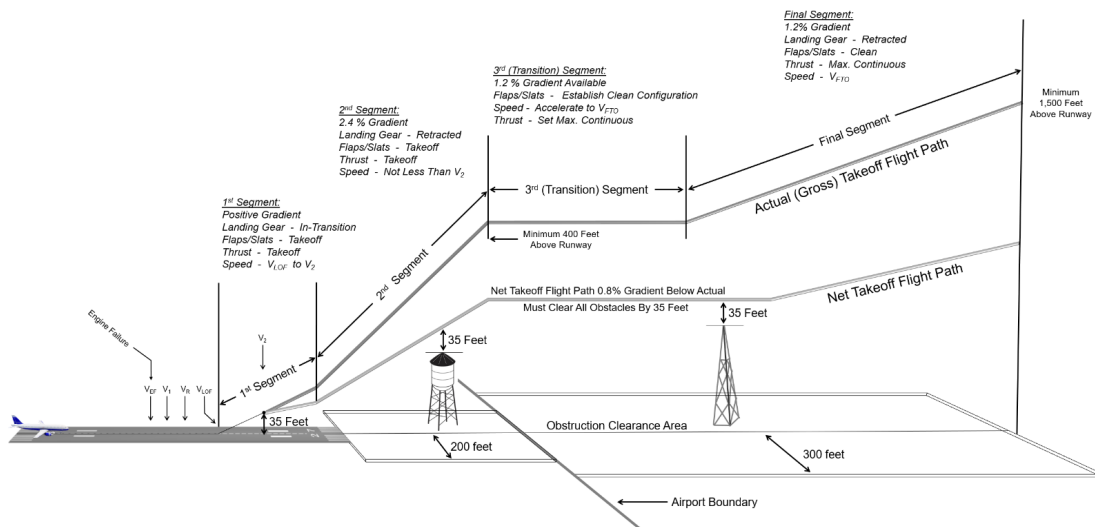 Final Segment:
1.2% Gradient
Landing Gear - Retracted
Flaps/Slats - Clean
Thrust - Max. Continuous
Speed - VFTO
3rd (Transition) Segment:
1.2 % Gradient Available
Flaps/Slats - Establish Clean Configuration
Speed - Accelerate to VFTO
Thrust - Set Max. Continuous
2nd Segment:
2.4 % Gradient
Landing Gear - Retracted
Flaps/Slats - Takeoff
Thrust - Takeoff
Speed - Not Less Than V2
1st Segment:
Positive Gradient
Landing Gear - In-Transition
Flaps/Slats - Takeoff
Thrust - Takeoff
Speed - VLOF to V2
Minimum
1,500 Feet
Above Runway
Final Segment
Actual (Gross) Takeoff Flight Path
3rd (Transition) Segment
Minimum 400 Feet
Above Runway
2nd Segment
Net Takeoff Flight Path
Net Takeoff Flight Path 0.8% Gradient Below Actual
Must Clear All Obstacles By 35 Feet
35 Feet
35 Feet
Engine Failure
V2
1st Segment
VEF
V1
VR
VLOF
35 Feet
27
Obstruction Clearance Area
200 feet
300 feet
Airport Boundary